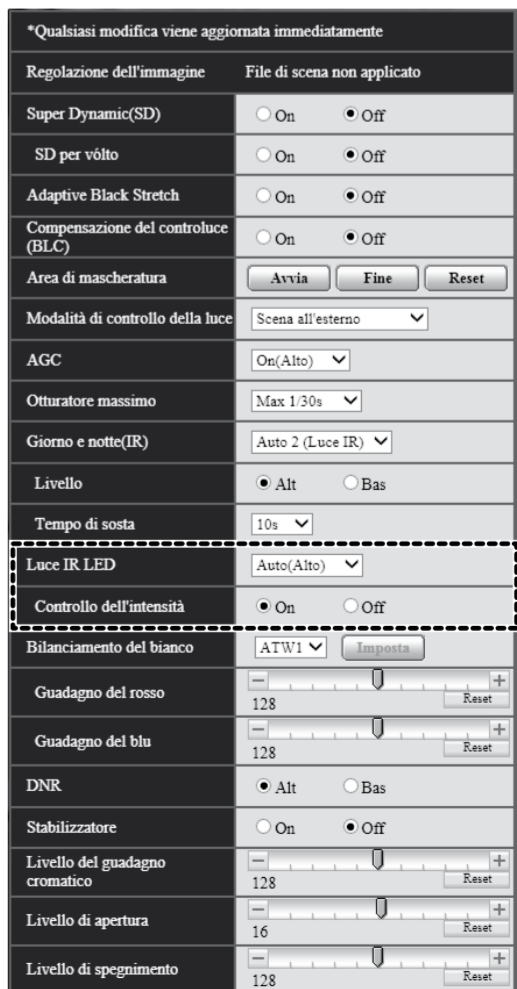 *Qualsiasi modifica viene aggiornata immediatamente
Regolazione dell'immagine File di scena non applicato
Super Dynamic(SD) On Off
SD per vólto On Off
Adaptive Black Stretch On Off
Compensazione del controluce
(BLC) On Off
Area di mascheratura Avvia Fine Reset
Modalità di controllo della luce Scena all'esterno
AGC On(Alto)
Otturatore massimo Max 1/30s
Giorno e notte(IR) Auto 2 (Luce IR)
Livello Alt Bas
Tempo di sosta 10s
Luce IR LED Auto(Alto)
Controllo dell'intensità On Off
Bilanciamento del bianco ATW1 Imposta
Guadagno del rosso
128 Reset
Guadagno del blu
128 Reset
DNR Alt Bas
Stabilizzatore On Off
Livello del guadagno
cromatico
128 Reset
Livello di apertura
16 Reset
Livello di spegnimento
128 Reset